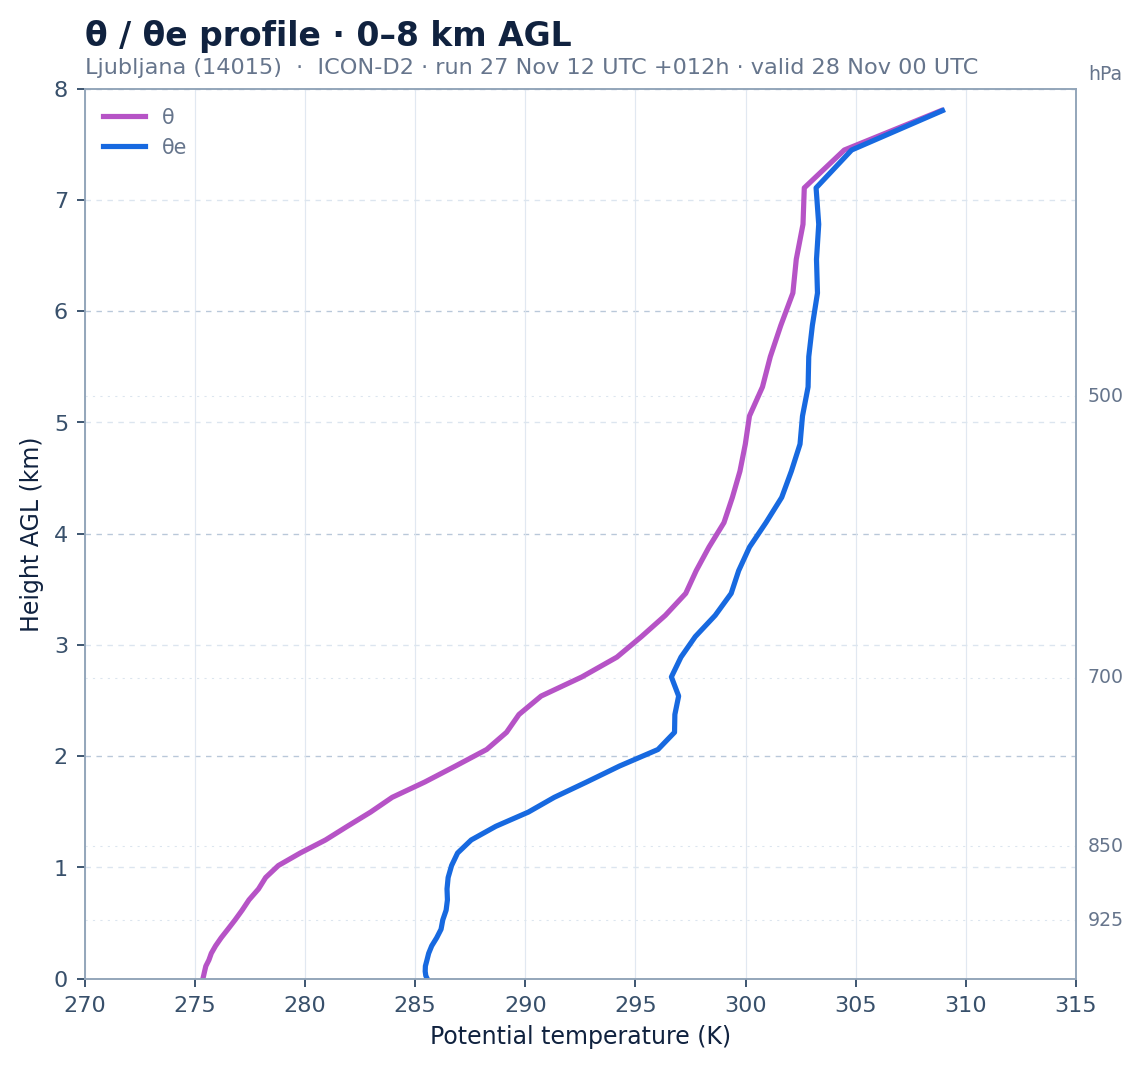 θ / θe profile · 0–8 km AGL
Ljubljana (14015)  ·  ICON-D2 · run 27 Nov 12 UTC +012h · valid 28 Nov 00 UTC
hPa
θ
θe
8
7
6
5
4
3
2
1
0
500
700
850
925
Height AGL (km)
270 275 280 285 290 295 300 305 310 315
Potential temperature (K)